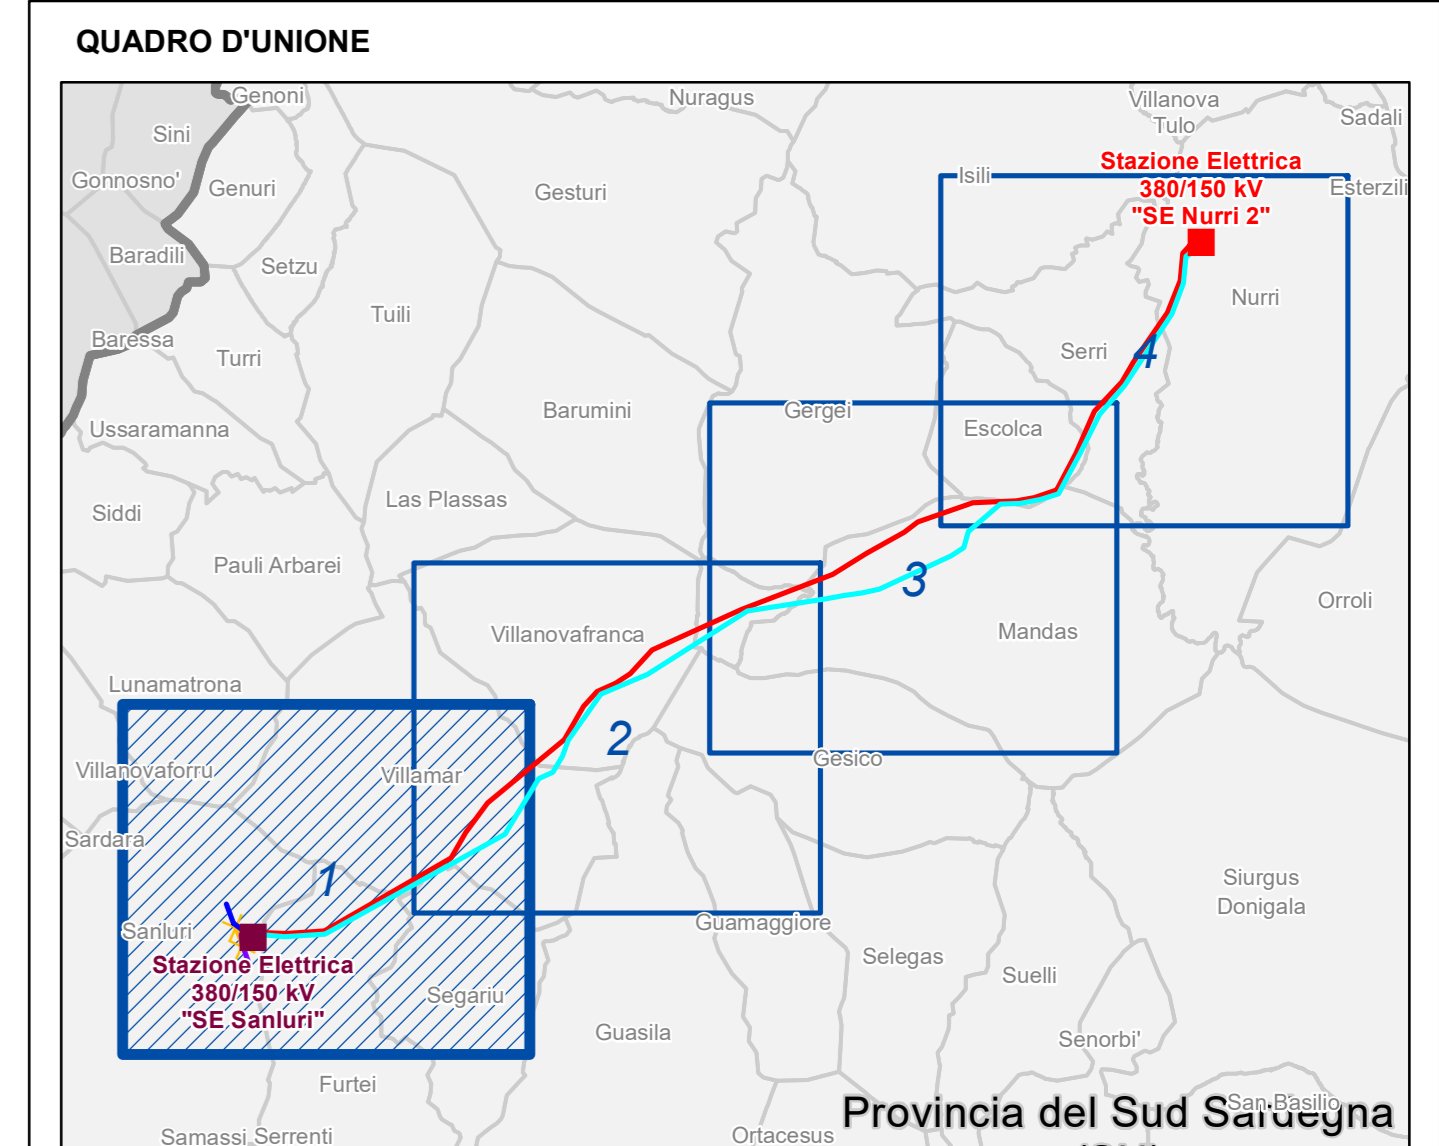 QUADRO D'UNIONE
Genoni
Nuragus
Villanova
Tulo
Sadali
Sini
Stazione Elettrica
380/150 kV
"SE Nurri 2"
Isili
Esterzili
Gonnosno'
Genuri
Gesturi
Baradili
Setzu
Nurri
Tuili
Baressa
Turri
Serri
4
Barumini
Gergei
Escolca
Ussaramanna
Las Plassas
Siddi
Pauli Arbarei
3
Orroli
Villanovafranca
Mandas
Lunamatrona
2
Gesico
Villanovaforru
Villamar
Sardara
1
Siurgus
Donigala
Guamaggiore
Sanluri
Selegas
Stazione Elettrica
380/150 kV
"SE Sanluri"
Suelli
Segariu
Guasila
Senorbi'
Furtei
San Basilio
Provincia del Sud Sardegna
Samassi
Serrenti
Ortacesus